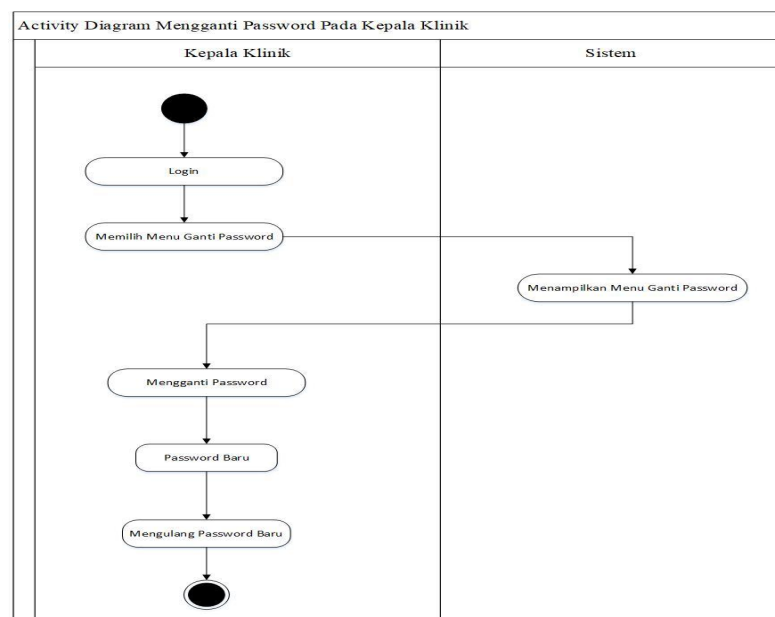 Activity Diagram Mengganti Password Pada Kepala Klinik
Kepala Klinik
Sistem
Login
Memilih Menu Ganti Password
Menampilkan Menu Ganti Password
Mengganti Password
Password Baru
Mengulang Password Baru